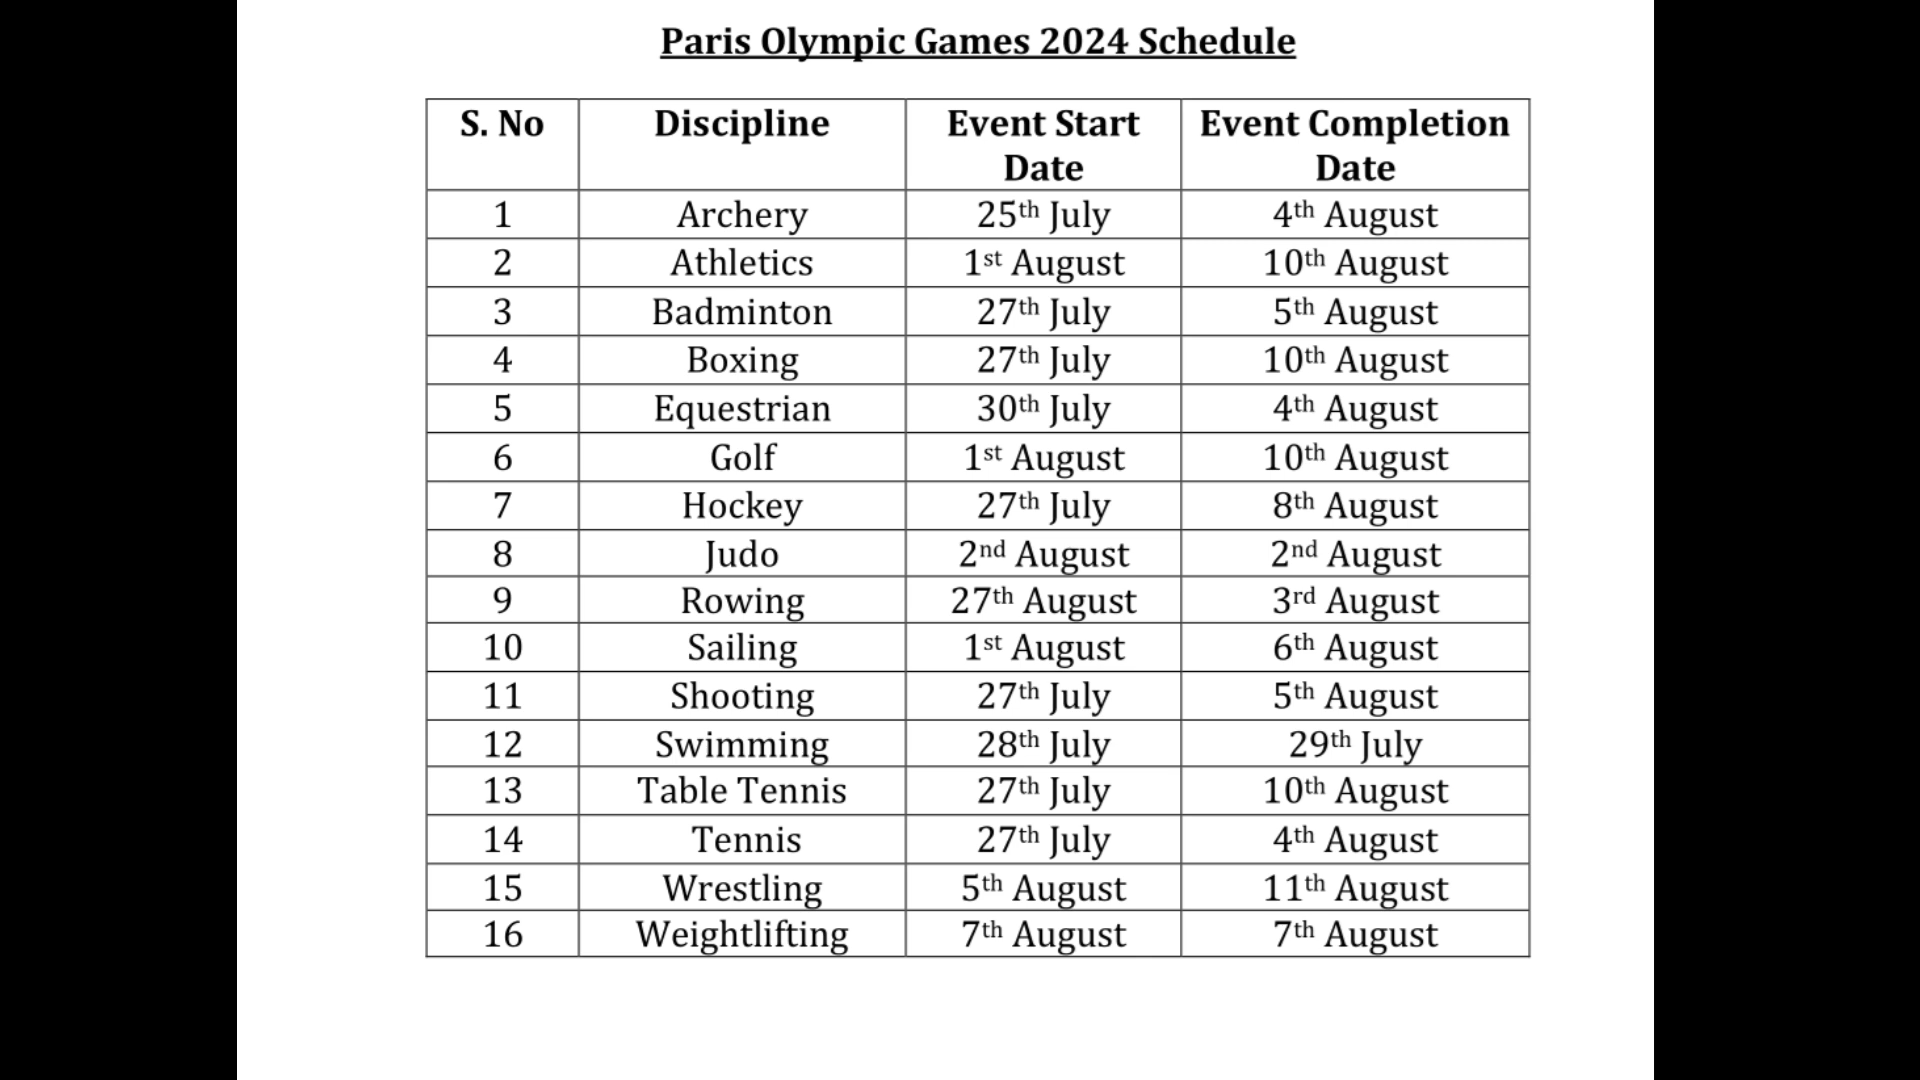 Paris Olympic Games 2024 Schedule
S. No Discipline Event Start Date Event Completion Date
1 Archery 25th July 4th August
2 Athletics 1st August 10th August
3 Badminton 27th July 5th August
4 Boxing 27th July 10th August
5 Equestrian 30th July 4th August
6 Golf 1st August 10th August
7 Hockey 27th July 8th August
8 Judo 2nd August 2nd August
9 Rowing 27th August 3rd August
10 Sailing 1st August 6th August
11 Shooting 27th July 5th August
12 Swimming 28th July 29th July
13 Table Tennis 27th July 10th August
14 Tennis 27th July 4th August
15 Wrestling 5th August 11th August
16 Weightlifting 7th August 7th August